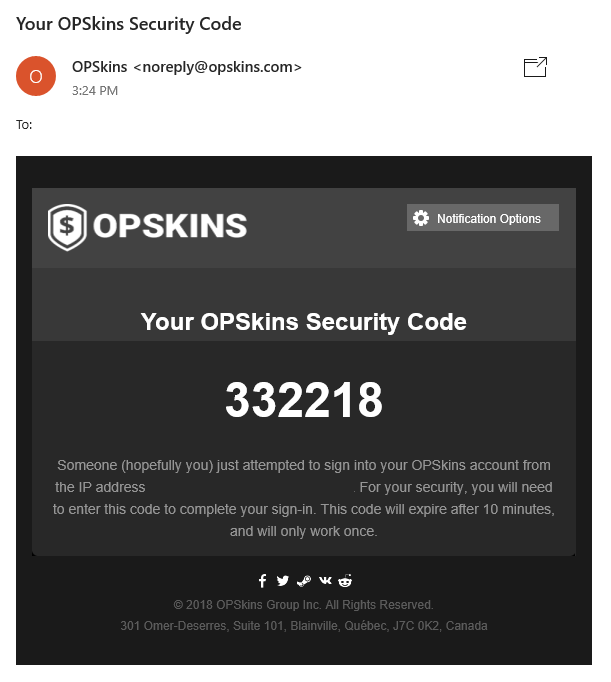 Your OPSkins Security Code
O
OPSkins <noreply@opskins.com>
3:24 PM
To:
$ OPSKINS
Notification Options
Your OPSkins Security Code
332218
Someone (hopefully you) just attempted to sign into your OPSkins account from
the IP address . For your security, you will need
to enter this code to complete your sign-in. This code will expire after 10 minutes,
and will only work once.
© 2018 OPSkins Group Inc. All Rights Reserved.
301 Omer-Deserres, Suite 101, Blainville, Québec, J7C 0K2, Canada